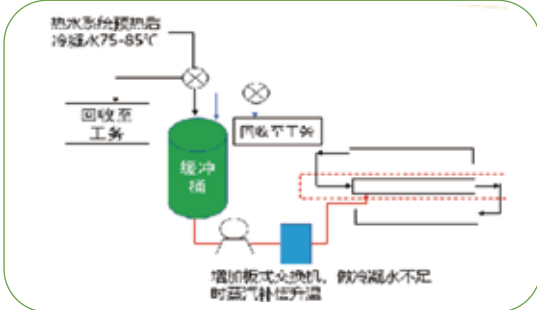 热水系统预热后
冷凝水75-85℃
回收至
工务
回收至工务
缓冲
桶
增加板式交换机，做冷凝水不足
时蒸汽补偿升温